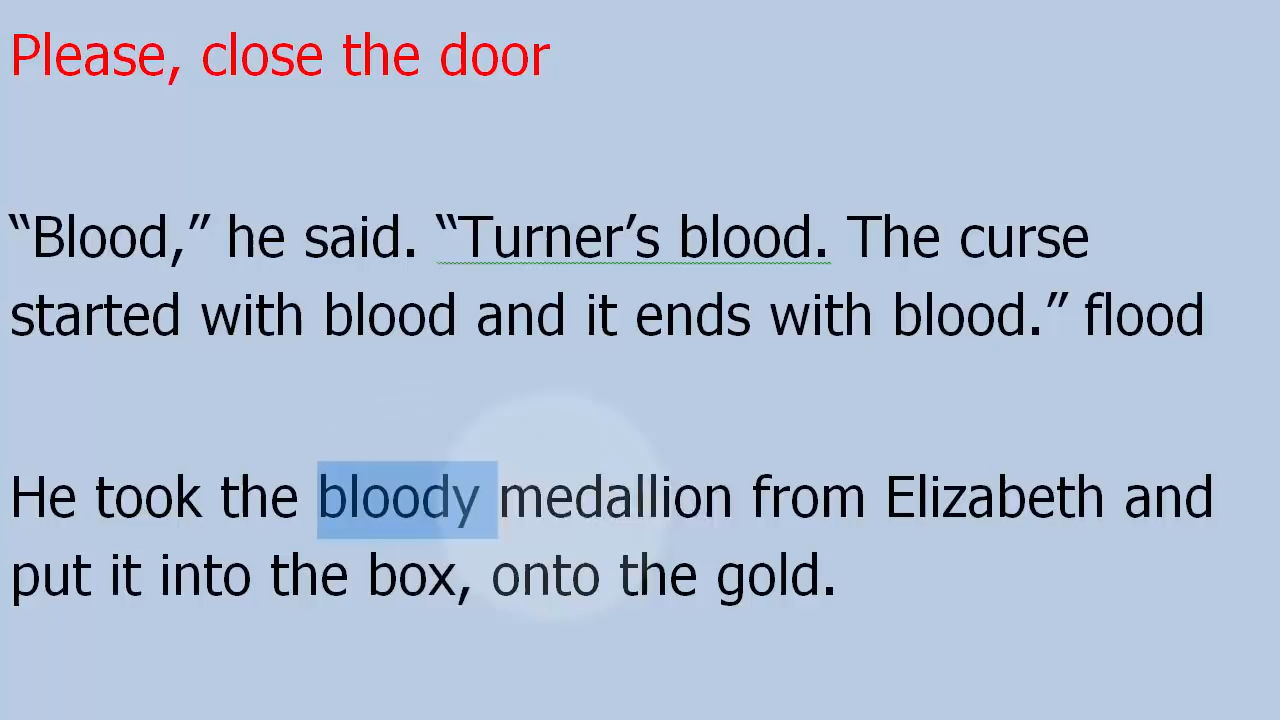 Please, close the door
“Blood,” he said. “Turner’s blood. The curse
started with blood and it ends with blood.” flood
He took the bloody medallion from Elizabeth and
put it into the box, onto the gold.